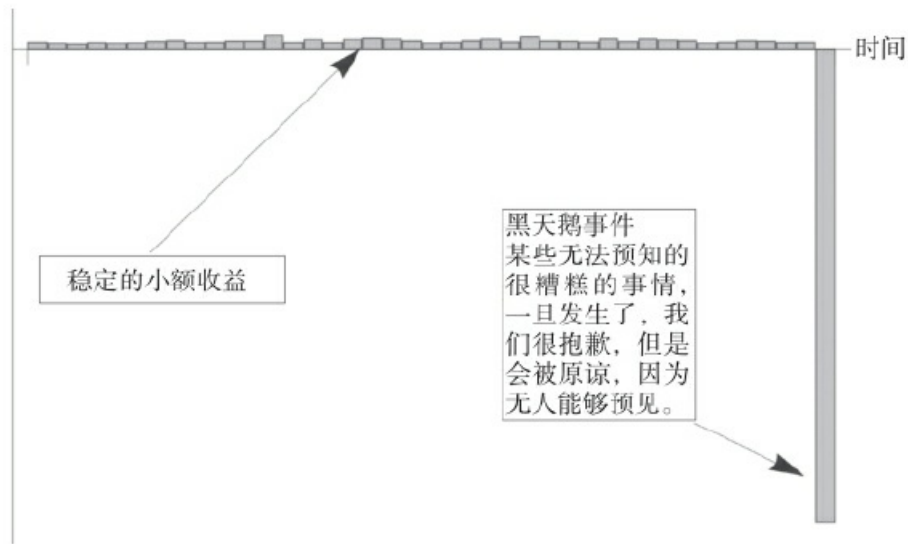 时间
稳定的小额收益
黑天鹅事件
某些无法预知的
很糟糕的事情，
一旦发生了，我
们很抱歉，但是
会被原谅，因为
无人能够预见。